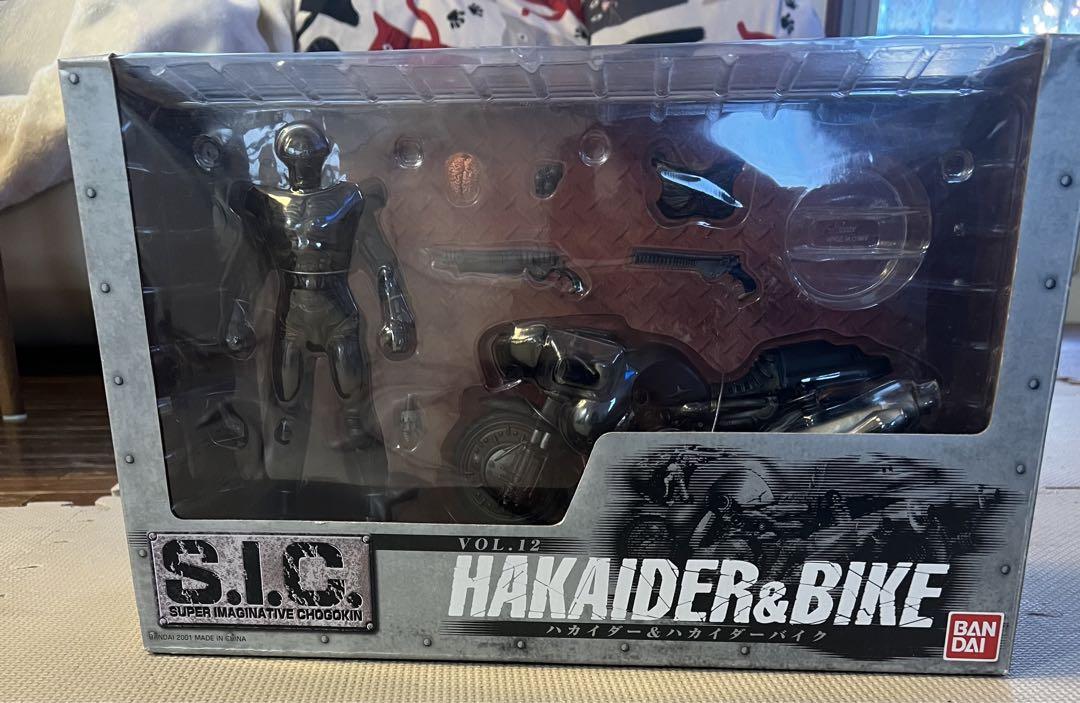 S.I.C.
SUPER IMAGINATIVE CHOGOKIN
BANDAI 2001 MADE IN CHINA
VOL.12
HAKAIDER&BIKE
ハカイダー&ハカイダーバイク
BAN
DAI